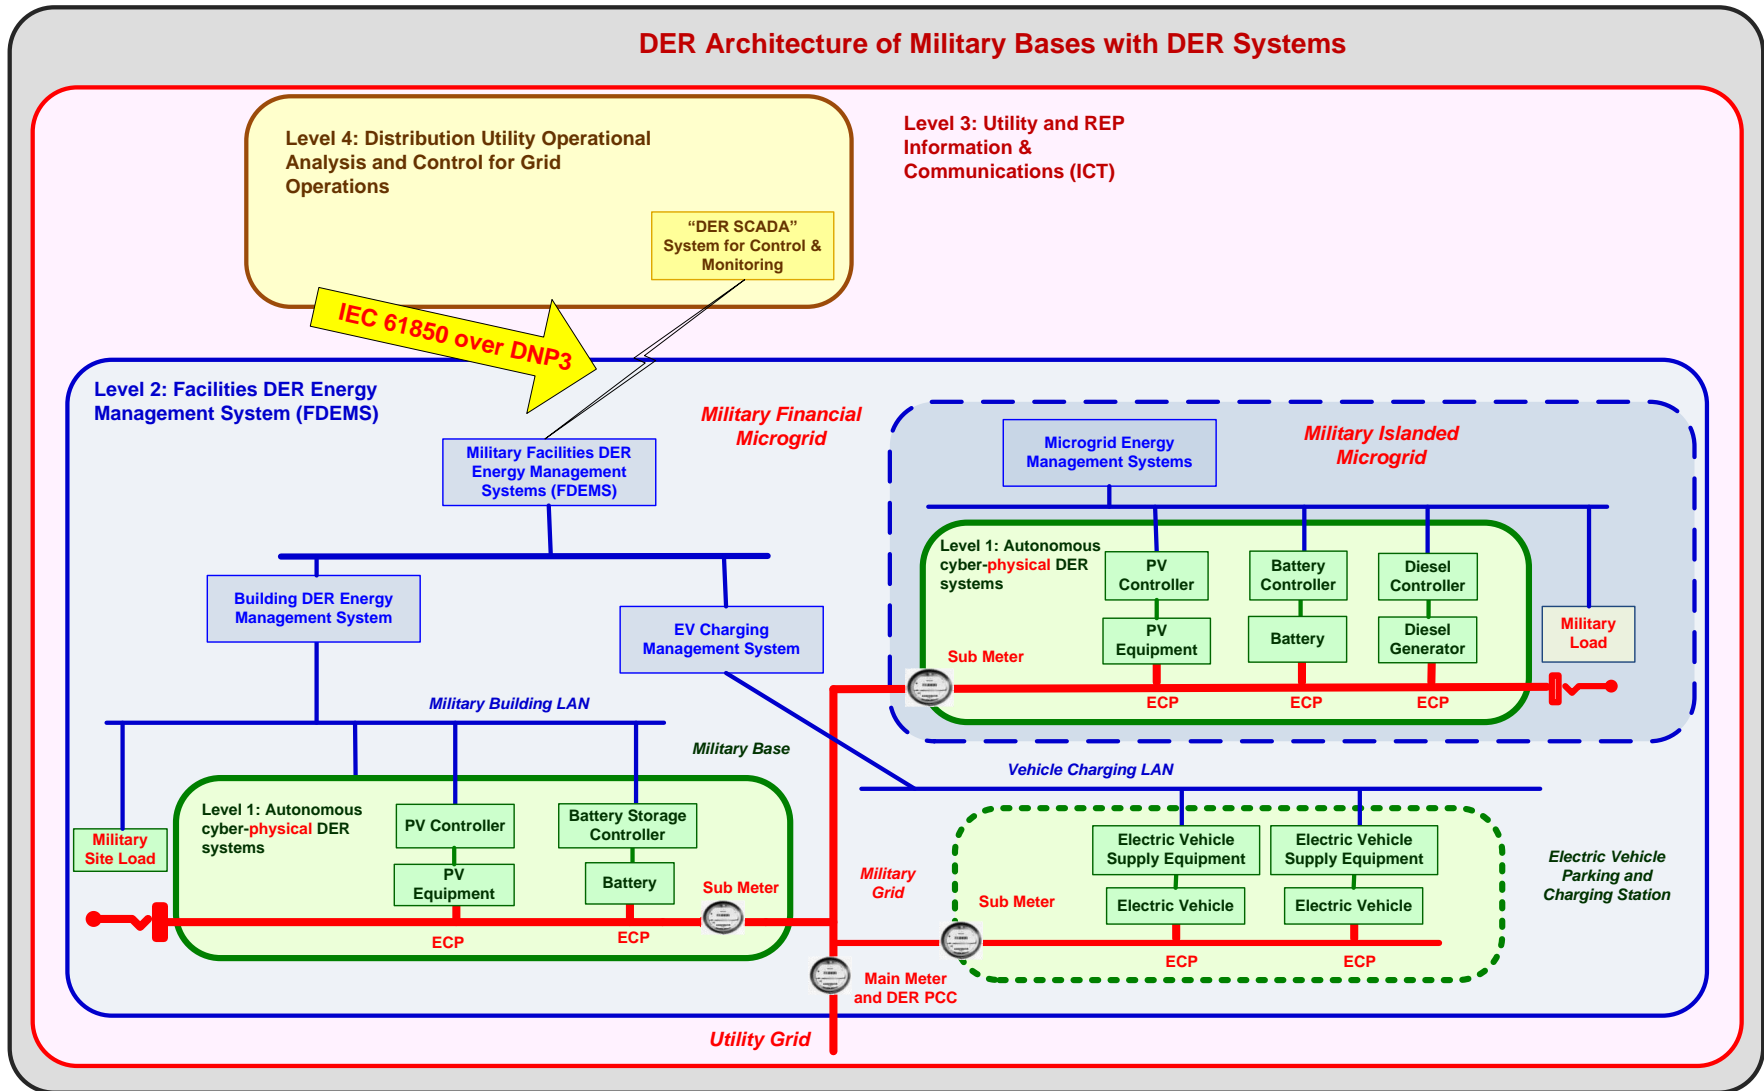 DER Architecture of Military Bases with DER Systems
Level 4: Distribution Utility Operational
Analysis and Control for Grid
Operations
Level 3: Utility and REP
Information &
Communications (ICT)
“DER SCADA”
System for Control &
Monitoring
IEC 61850 over DNP3
Level 2: Facilities DER Energy
Management System (FDEMS)
Military Financial
Microgrid
Military Facilities DER
Energy Management
Systems (FDEMS)
Microgrid Energy
Management Systems
Military Islanded
Microgrid
Level 1: Autonomous
cyber-physical DER
systems
PV
Controller
Battery
Controller
Diesel
Controller
PV
Equipment
Battery
Diesel
Generator
Military
Load
Sub Meter
ECP
ECP
ECP
Building DER Energy
Management System
EV Charging
Management System
Military Building LAN
Military Base
Vehicle Charging LAN
Level 1: Autonomous
cyber-physical DER
systems
PV Controller
Battery Storage
Controller
Military
Site Load
PV
Equipment
Battery
Sub Meter
ECP
ECP
Military
Grid
Sub Meter
Electric Vehicle
Supply Equipment
Electric Vehicle
Supply Equipment
Electric Vehicle
Electric Vehicle
ECP
ECP
Electric Vehicle
Parking and
Charging Station
Main Meter
and DER PCC
Utility Grid